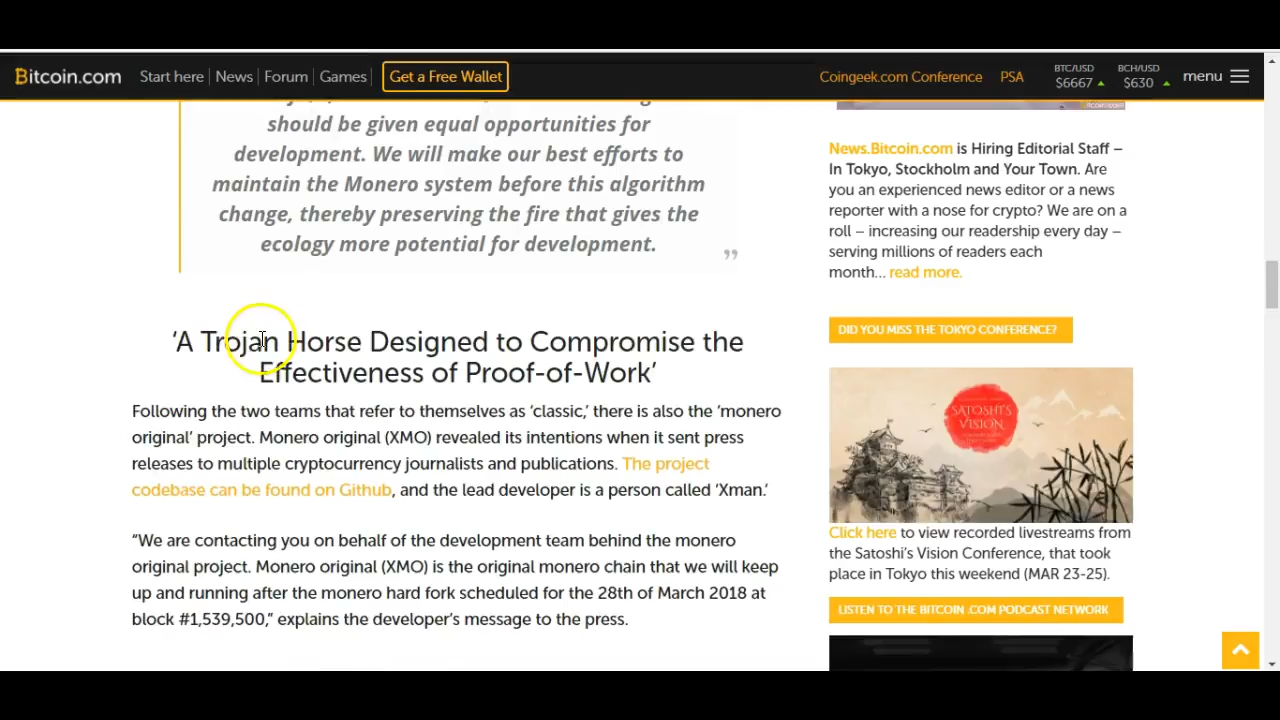 Bitcoin.com
Start here
News
Forum
Games
Get a Free Wallet
Coingeek.com Conference
PSA
BTC/USD
$6667
BCH/USD
$630
menu
should be given equal opportunities for
development. We will make our best efforts to
maintain the Monero system before this algorithm
change, thereby preserving the fire that gives the
ecology more potential for development.
”
‘A Trojan Horse Designed to Compromise the
Effectiveness of Proof-of-Work’
Following the two teams that refer to themselves as ‘classic,’ there is also the ‘monero
original’ project. Monero original (XMO) revealed its intentions when it sent press
releases to multiple cryptocurrency journalists and publications. The project
codebase can be found on Github, and the lead developer is a person called ‘Xman.’
“We are contacting you on behalf of the development team behind the monero
original project. Monero original (XMO) is the original monero chain that we will keep
up and running after the monero hard fork scheduled for the 28th of March 2018 at
block #1,539,500,” explains the developer’s message to the press.
News.Bitcoin.com is Hiring Editorial Staff –
In Tokyo, Stockholm and Your Town. Are
you an experienced news editor or a news
reporter with a nose for crypto? We are on a
roll – increasing our readership every day –
serving millions of readers each
month… read more.
DID YOU MISS THE TOKYO CONFERENCE?
SATOSHI'S
VISION
Click here to view recorded livestreams from
the Satoshi’s Vision Conference, that took
place in Tokyo this weekend (MAR 23-25).
LISTEN TO THE BITCOIN .COM PODCAST NETWORK